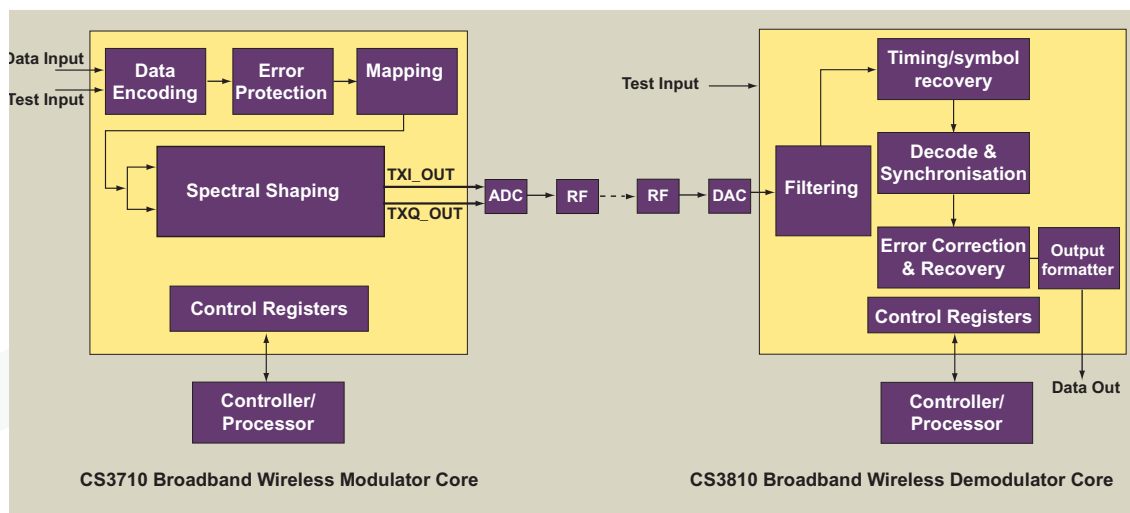 Data Input
Test Input
Data
Encoding
Error
Protection
Mapping
Spectral Shaping
TXI_OUT
TXQ_OUT
ADC
RF
RF
DAC
Control Registers
Controller/
Processor
CS3710 Broadband Wireless Modulator Core
Test Input
Filtering
Timing/symbol
recovery
Decode &
Synchronisation
Error Correction
& Recovery
Output
formatter
Control Registers
Controller/
Processor
Data Out
CS3810 Broadband Wireless Demodulator Core